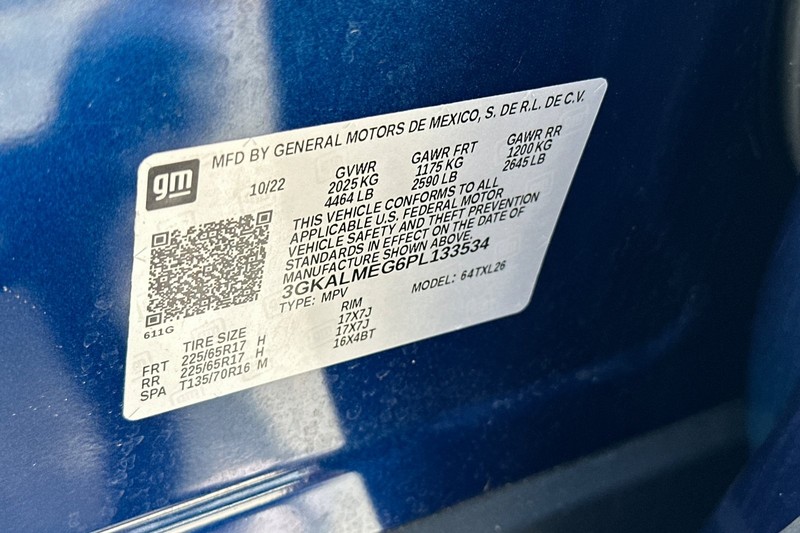 gm
MFD BY GENERAL MOTORS DE MEXICO, S. DE R.L. DE C.V.
10/22
GVWR
2025 KG
4464 LB
GAWR FRT
1175 KG
2590 LB
GAWR RR
1200 KG
2645 LB
THIS VEHICLE CONFORMS TO ALL
APPLICABLE U.S. FEDERAL MOTOR
VEHICLE SAFETY AND THEFT PREVENTION
STANDARDS IN EFFECT ON THE DATE OF
MANUFACTURE SHOWN ABOVE.
3GKALMEG6PL133534
TYPE: MPV MODEL: 64TXL26
611G
TIRE SIZE RIM
FRT 225/65R17 H 17X7J
RR 225/65R17 H 17X7J
SPA T135/70R16 M 16X4BT